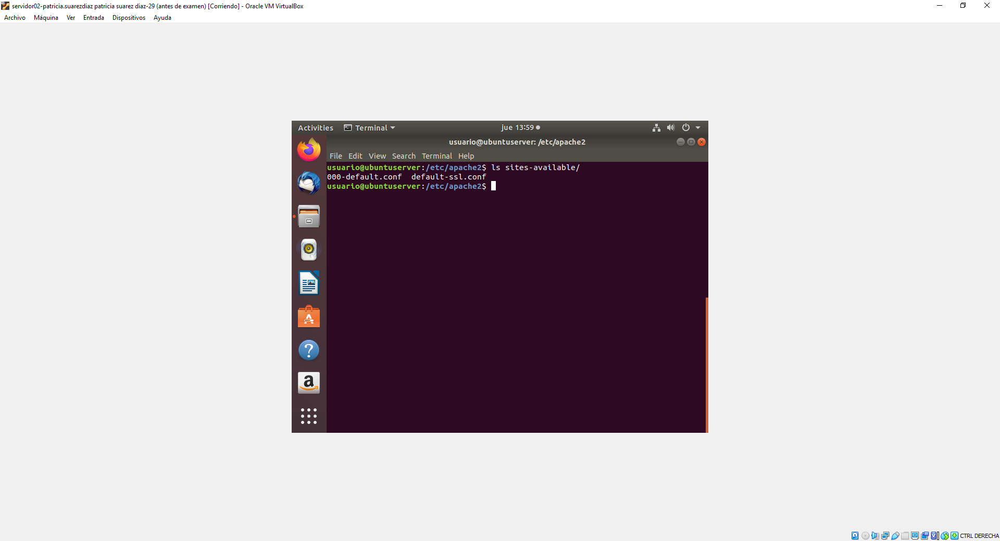 servidor02-patricia.suarezdiaz patricia suarez diaz-29 (antes de examen) [Corriendo] - Oracle VM VirtualBox
Archivo Máquina Ver Entrada Dispositivos Ayuda
Activities Terminal jue 13:59
usuario@ubuntuserver: /etc/apache2
File Edit View Search Terminal Help
usuario@ubuntuserver:/etc/apache2$ ls sites-available/
000-default.conf  default-ssl.conf
usuario@ubuntuserver:/etc/apache2$
CTRL DERECHA